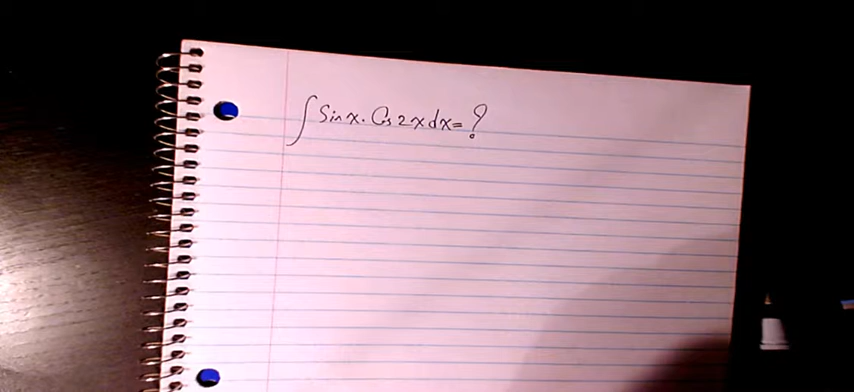 ∫ Sin x . Cos 2x dx = ?